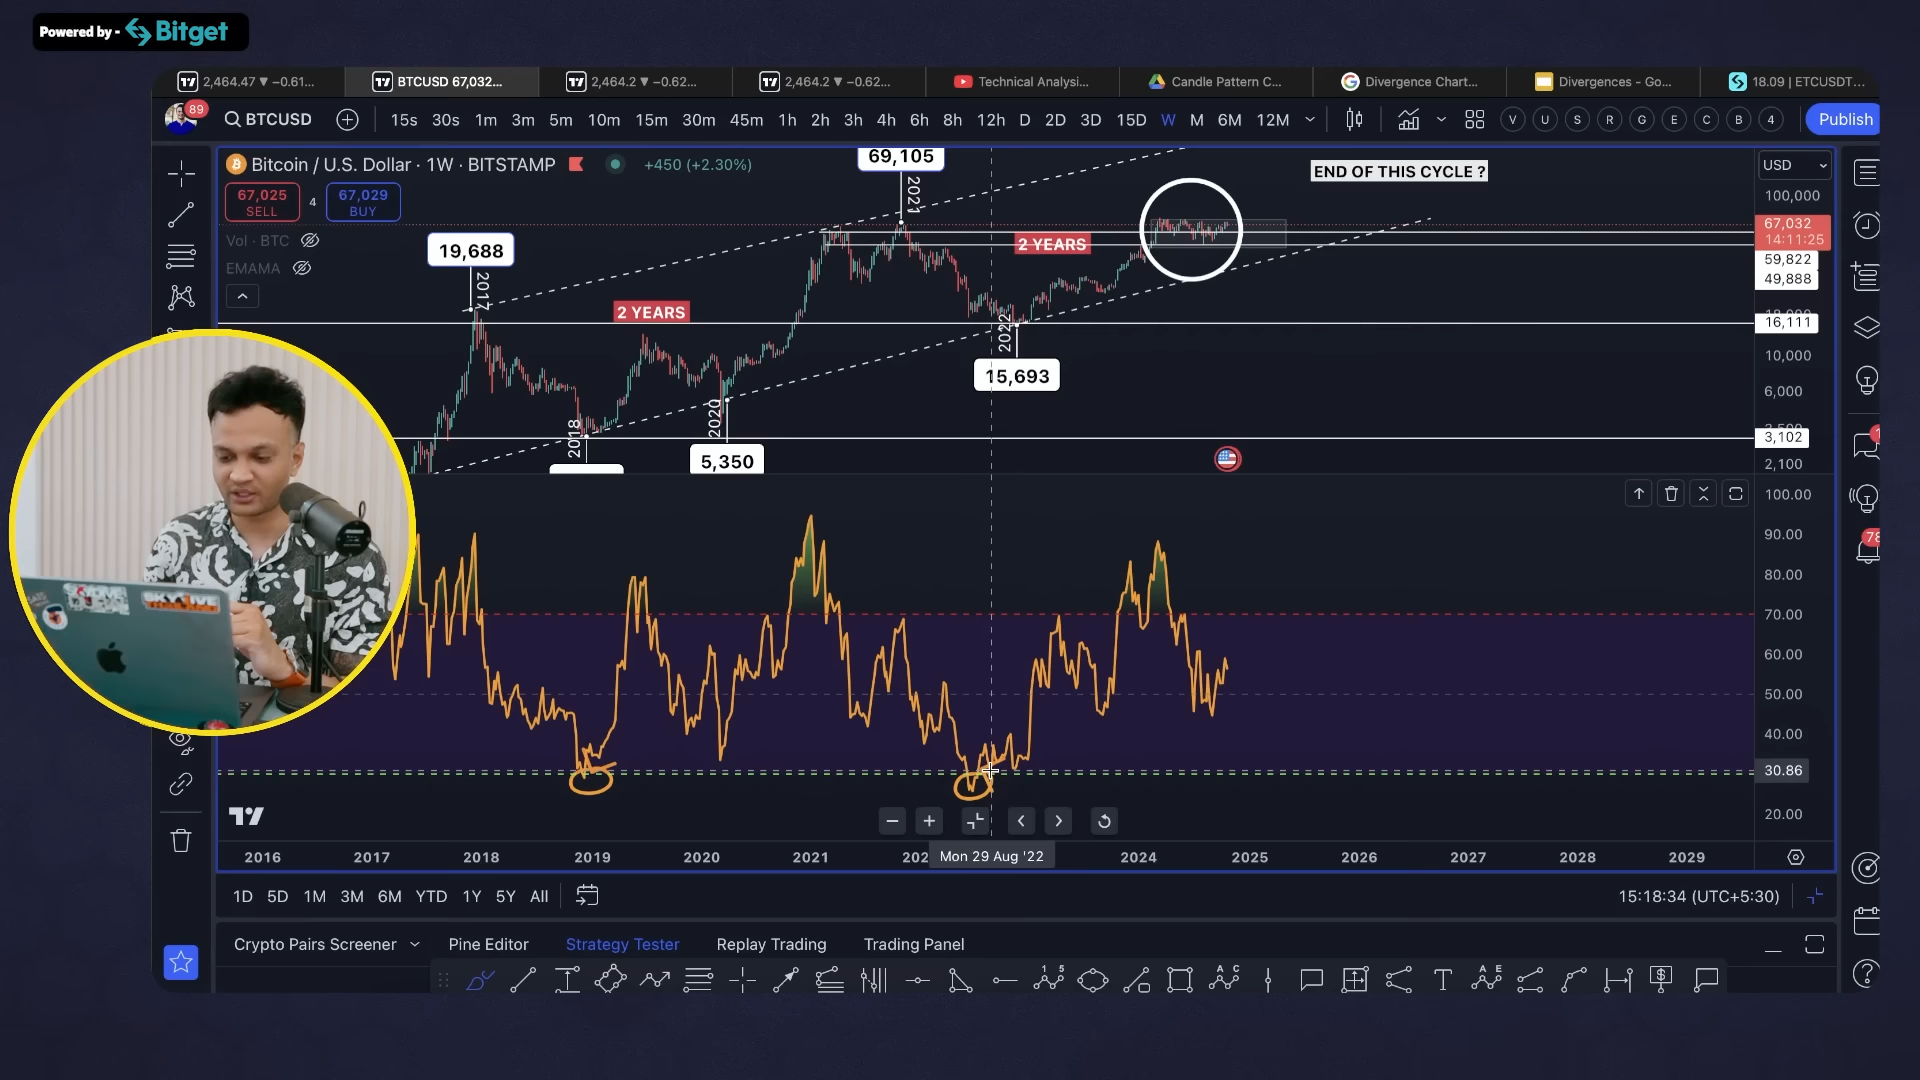 Powered by - Bitget
2,464.47 ▼ −0.61...
BTCUSD 67,032...
2,464.2 ▼ −0.62...
2,464.2 ▼ −0.62...
Technical Analysi...
Candle Pattern C...
Divergence Chart...
Divergences - Go...
18.09 | ETCUSDT...
89
BTCUSD
15s 30s 1m 3m 5m 10m 15m 30m 45m 1h 2h 3h 4h 6h 8h 12h D 2D 3D 15D W M 6M 12M
V U S R G E C B 4
Publish
Bitcoin / U.S. Dollar · 1W · BITSTAMP
+450 (+2.30%)
67,025
SELL
4
67,029
BUY
Vol · BTC
EMAMA
19,688
2017
2 YEARS
2018
2020
5,350
69,105
2021
2 YEARS
2022
15,693
END OF THIS CYCLE ?
USD
100,000
67,032
14:11:25
59,822
49,888
16,111
10,000
6,000
3,102
2,100
100.00
90.00
80.00
70.00
60.00
50.00
40.00
30.86
20.00
2016 2017 2018 2019 2020 2021 202
Mon 29 Aug '22
2024 2025 2026 2027 2028 2029
1D 5D 1M 3M 6M YTD 1Y 5Y All
15:18:34 (UTC+5:30)
Crypto Pairs Screener
Pine Editor
Strategy Tester
Replay Trading
Trading Panel
78